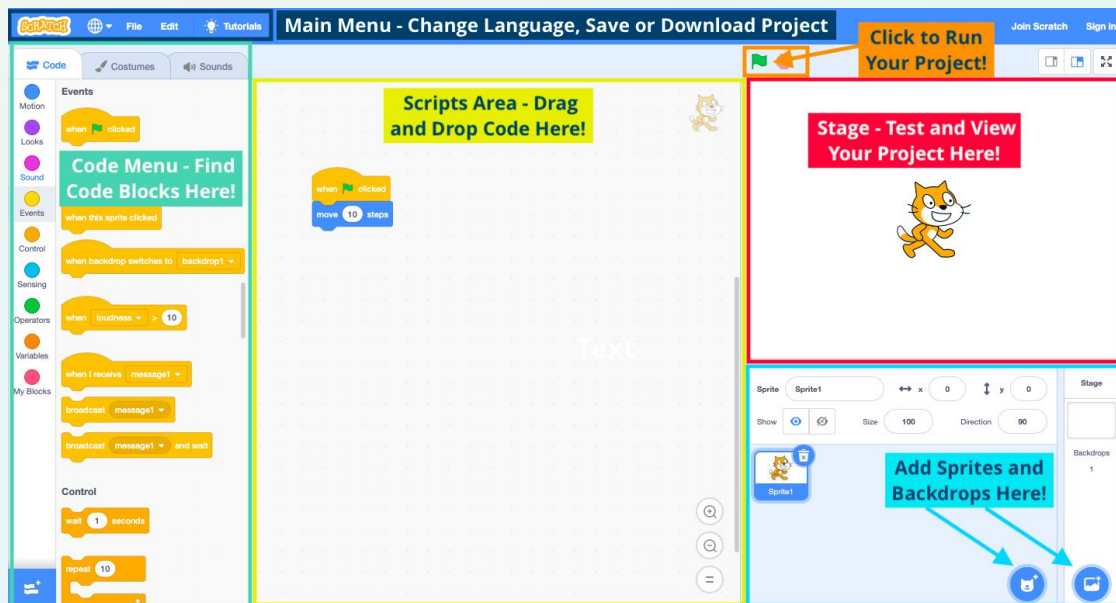 SCRATCH File Edit Tutorials Main Menu - Change Language, Save or Download Project Join Scratch Sign in
Click to Run
Your Project!
Code Costumes Sounds
Motion
Looks
Sound
Events
Control
Sensing
Operators
Variables
My Blocks
Events
when clicked
Code Menu - Find
Code Blocks Here!
when this sprite clicked
when backdrop switches to backdrop1
when loudness > 10
when I receive message1
broadcast message1
broadcast message1 and wait
Control
wait 1 seconds
repeat 10
Scripts Area - Drag
and Drop Code Here!
when clicked
move 10 steps
Text
Stage - Test and View
Your Project Here!
Sprite Sprite1 x 0 y 0
Show Size 100 Direction 90
Sprite1
Stage
Backdrops
1
Add Sprites and
Backdrops Here!